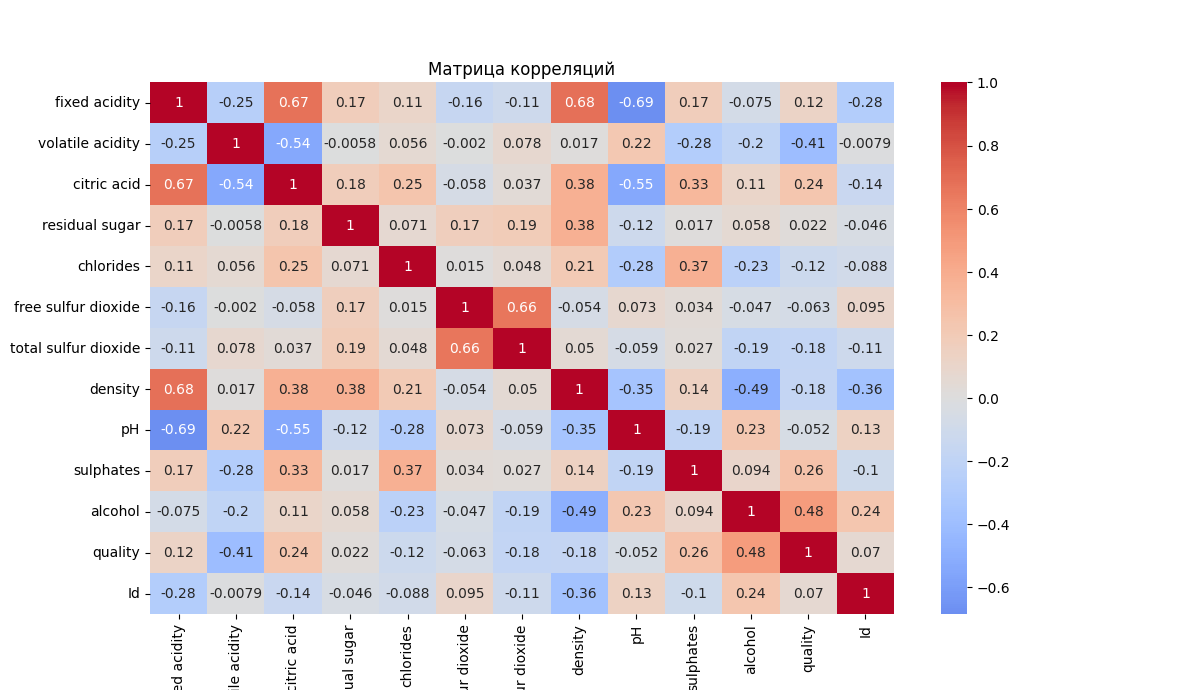 Матрица корреляций
fixed acidity 1 -0.25 0.67 0.17 0.11 -0.16 -0.11 0.68 -0.69 0.17 -0.075 0.12 -0.28
volatile acidity -0.25 1 -0.54 -0.0058 0.056 -0.002 0.078 0.017 0.22 -0.28 -0.2 -0.41 -0.0079
citric acid 0.67 -0.54 1 0.18 0.25 -0.058 0.037 0.38 -0.55 0.33 0.11 0.24 -0.14
residual sugar 0.17 -0.0058 0.18 1 0.071 0.17 0.19 0.38 -0.12 0.017 0.058 0.022 -0.046
chlorides 0.11 0.056 0.25 0.071 1 0.015 0.048 0.21 -0.28 0.37 -0.23 -0.12 -0.088
free sulfur dioxide -0.16 -0.002 -0.058 0.17 0.015 1 0.66 -0.054 0.073 0.034 -0.047 -0.063 0.095
total sulfur dioxide -0.11 0.078 0.037 0.19 0.048 0.66 1 0.05 -0.059 0.027 -0.19 -0.18 -0.11
density 0.68 0.017 0.38 0.38 0.21 -0.054 0.05 1 -0.35 0.14 -0.49 -0.18 -0.36
pH -0.69 0.22 -0.55 -0.12 -0.28 0.073 -0.059 -0.35 1 -0.19 0.23 -0.052 0.13
sulphates 0.17 -0.28 0.33 0.017 0.37 0.034 0.027 0.14 -0.19 1 0.094 0.26 -0.1
alcohol -0.075 -0.2 0.11 0.058 -0.23 -0.047 -0.19 -0.49 0.23 0.094 1 0.48 0.24
quality 0.12 -0.41 0.24 0.022 -0.12 -0.063 -0.18 -0.18 -0.052 0.26 0.48 1 0.07
Id -0.28 -0.0079 -0.14 -0.046 -0.088 0.095 -0.11 -0.36 0.13 -0.1 0.24 0.07 1
ed acidity
ile acidity
citric acid
ual sugar
chlorides
ur dioxide
ur dioxide
density
pH
sulphates
alcohol
quality
Id
1.0
0.8
0.6
0.4
0.2
0.0
−0.2
−0.4
−0.6